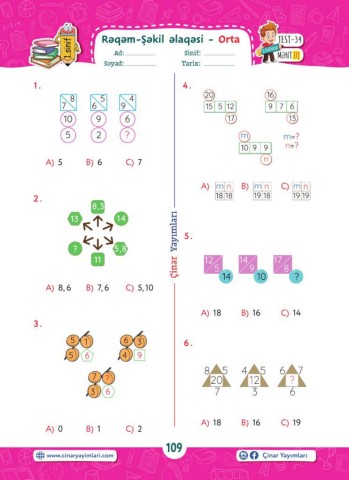 1.sinif
Rəqəm-Şəkil əlaqəsi - Orta
Ad:
Sinif:
Soyad:
Tarix:
TEST-34
MəntIQ
1.
8 7
6 5
9 4
10 9 6
5 2 ?
A) 5 B) 6 C) 7
2.
8,3
13 14
? 5,8
11
A) 8,6 B) 7,6 C) 5,10
3.
5 1
5 6
6 3
4 9
7 ?
3 6
A) 0 B) 1 C) 2
Çinar Yayımları
4.
20
15 5 12
17
16
9 7 6
13
m
10 9 9
n
m=?
n=?
A) m n B) m n C) m n
18 18 19 18 19 19
5.
12 5 14
14 9 10
17 8 ?
A) 18 B) 16 C) 14
6.
8 5 4 5 6 7
20 12 ?
7 3 6
A) 18 B) 16 C) 19
www.cinaryayimlari.com
109
Çinar Yayımları